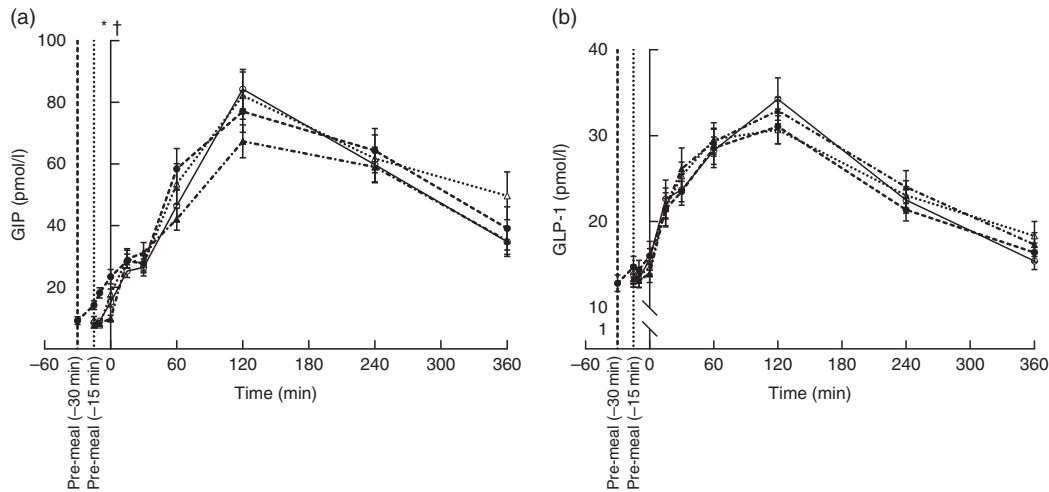 (a)
* †
100
80
60
40
20
GIP (pmol/l)
–60
0
60
120
180
240
300
360
Time (min)
Pre-meal (–30 min)
Pre-meal (–15 min)
(b)
40
30
20
10
1
GLP-1 (pmol/l)
–60
0
60
120
180
240
300
360
Time (min)
Pre-meal (–30 min)
Pre-meal (–15 min)